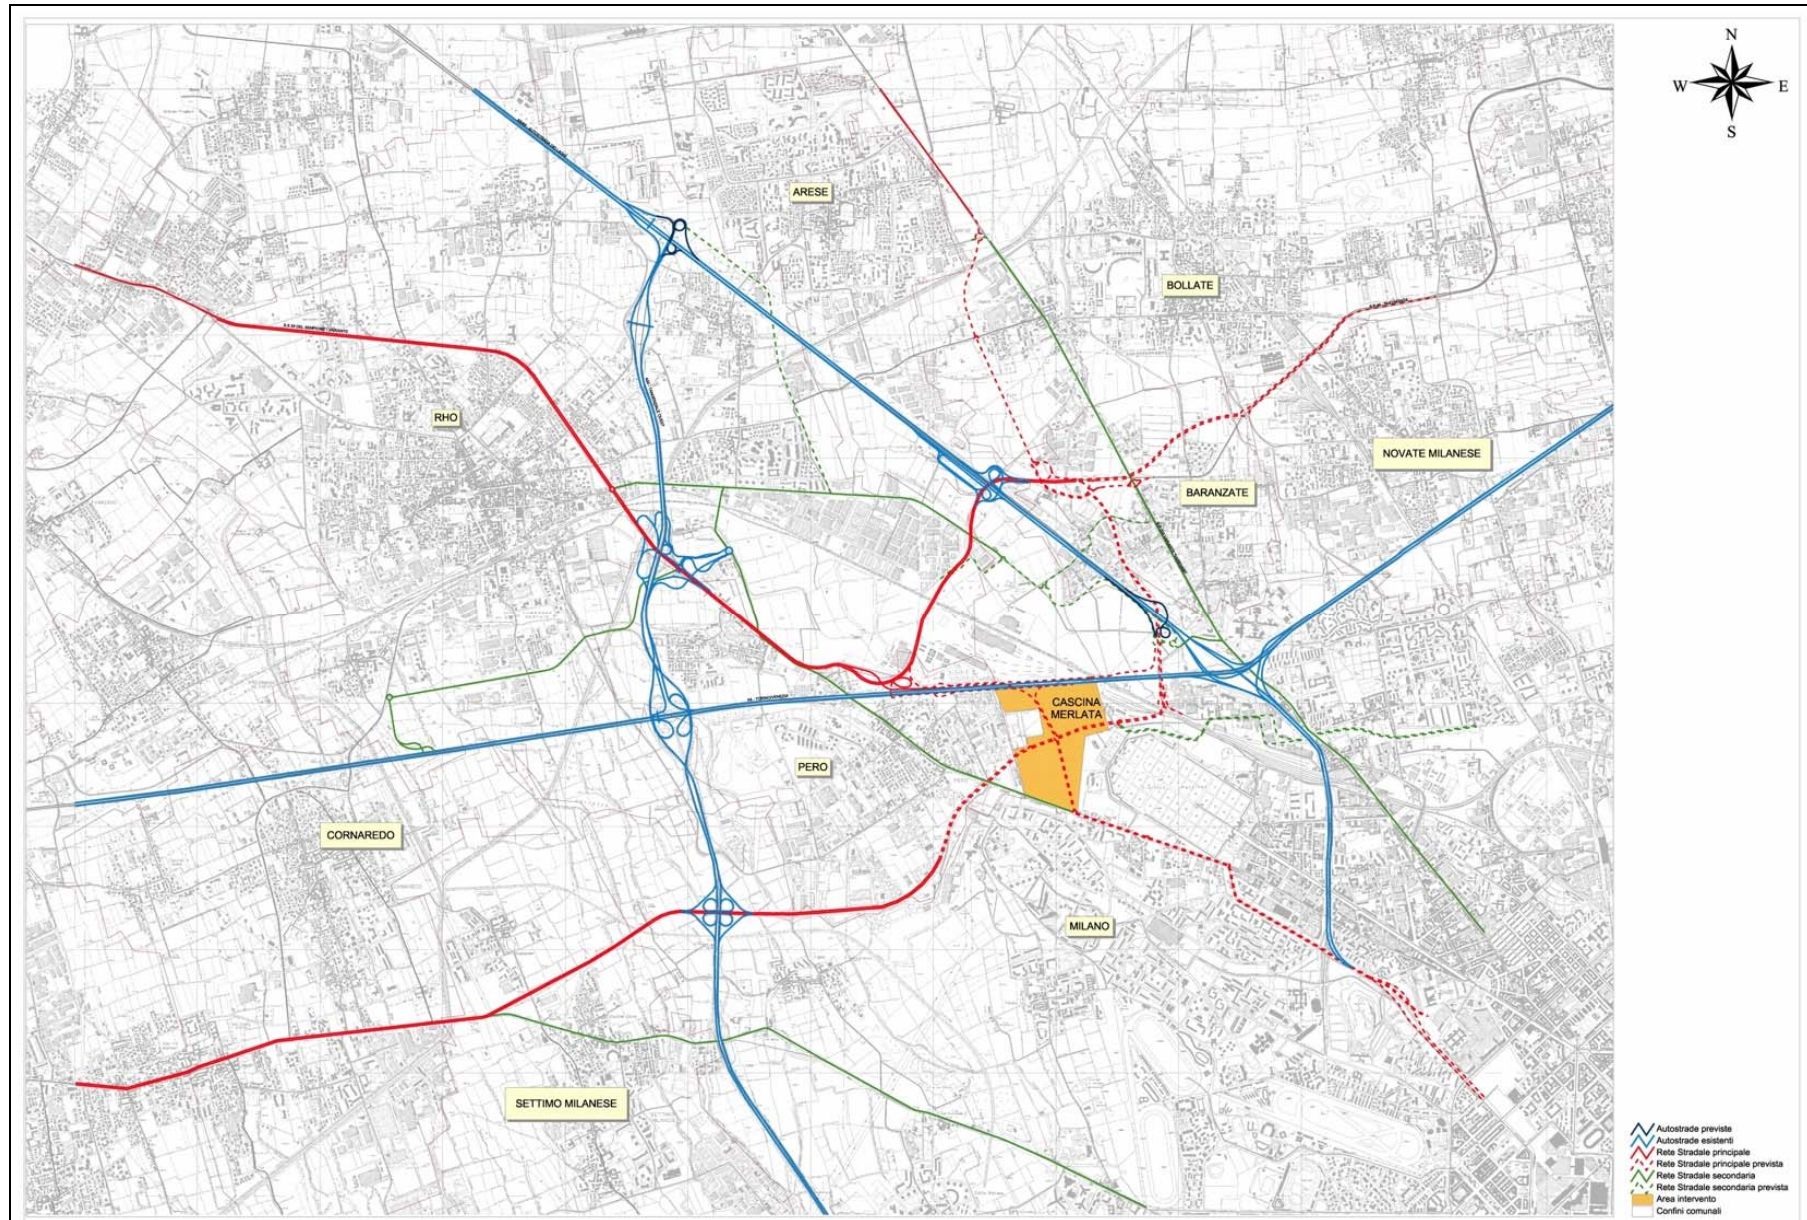 N
W E
S
ARESE
BOLLATE
RHO
NOVATE MILANESE
BARANZATE
CASCINA
MERLATA
PERO
CORNAREDO
MILANO
SETTIMO MILANESE
Autostrade previste
Autostrade esistenti
Rete Stradale principale
Rete Stradale principale prevista
Rete Stradale secondaria
Rete Stradale secondaria prevista
Area intervento
Confini comunali